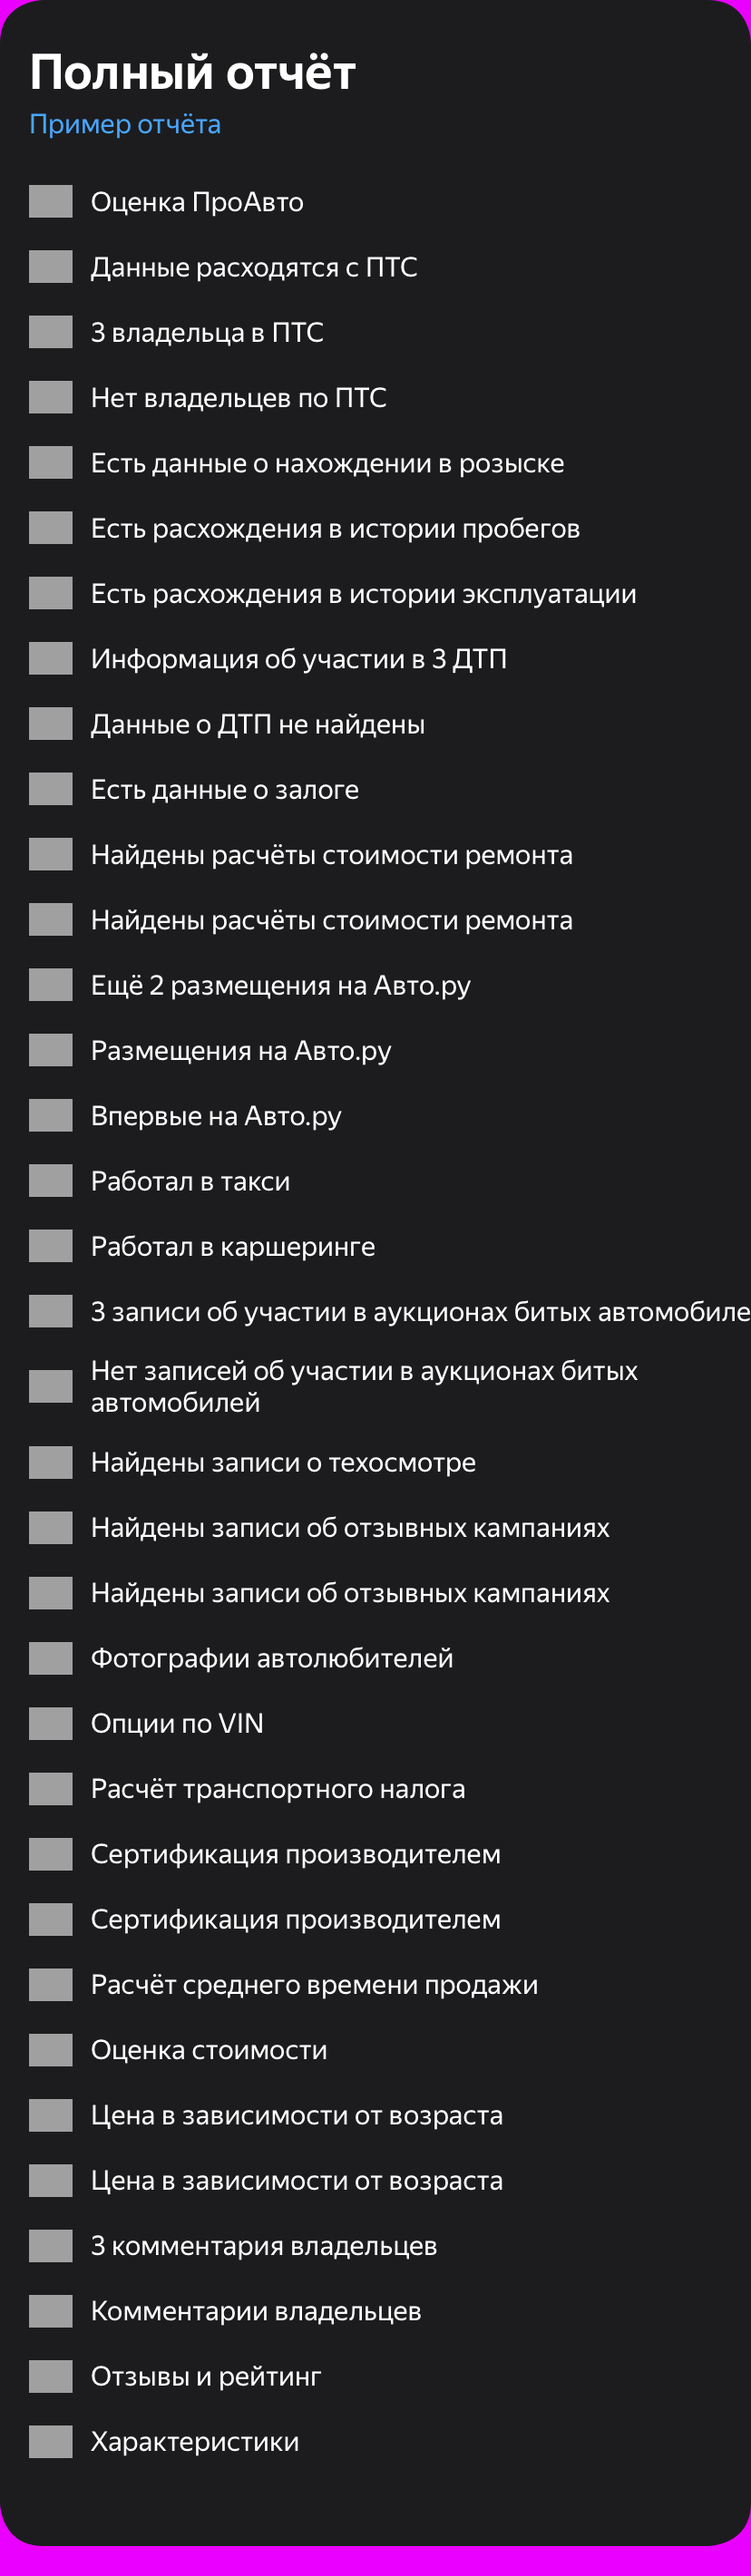 Полный отчёт
Пример отчёта
Оценка ПроАвто
Данные расходятся с ПТС
3 владельца в ПТС
Нет владельцев по ПТС
Есть данные о нахождении в розыске
Есть расхождения в истории пробегов
Есть расхождения в истории эксплуатации
Информация об участии в 3 ДТП
Данные о ДТП не найдены
Есть данные о залоге
Найдены расчёты стоимости ремонта
Найдены расчёты стоимости ремонта
Ещё 2 размещения на Авто.ру
Размещения на Авто.ру
Впервые на Авто.ру
Работал в такси
Работал в каршеринге
3 записи об участии в аукционах битых автомобиле
Нет записей об участии в аукционах битых
автомобилей
Найдены записи о техосмотре
Найдены записи об отзывных кампаниях
Найдены записи об отзывных кампаниях
Фотографии автолюбителей
Опции по VIN
Расчёт транспортного налога
Сертификация производителем
Сертификация производителем
Расчёт среднего времени продажи
Оценка стоимости
Цена в зависимости от возраста
Цена в зависимости от возраста
3 комментария владельцев
Комментарии владельцев
Отзывы и рейтинг
Характеристики